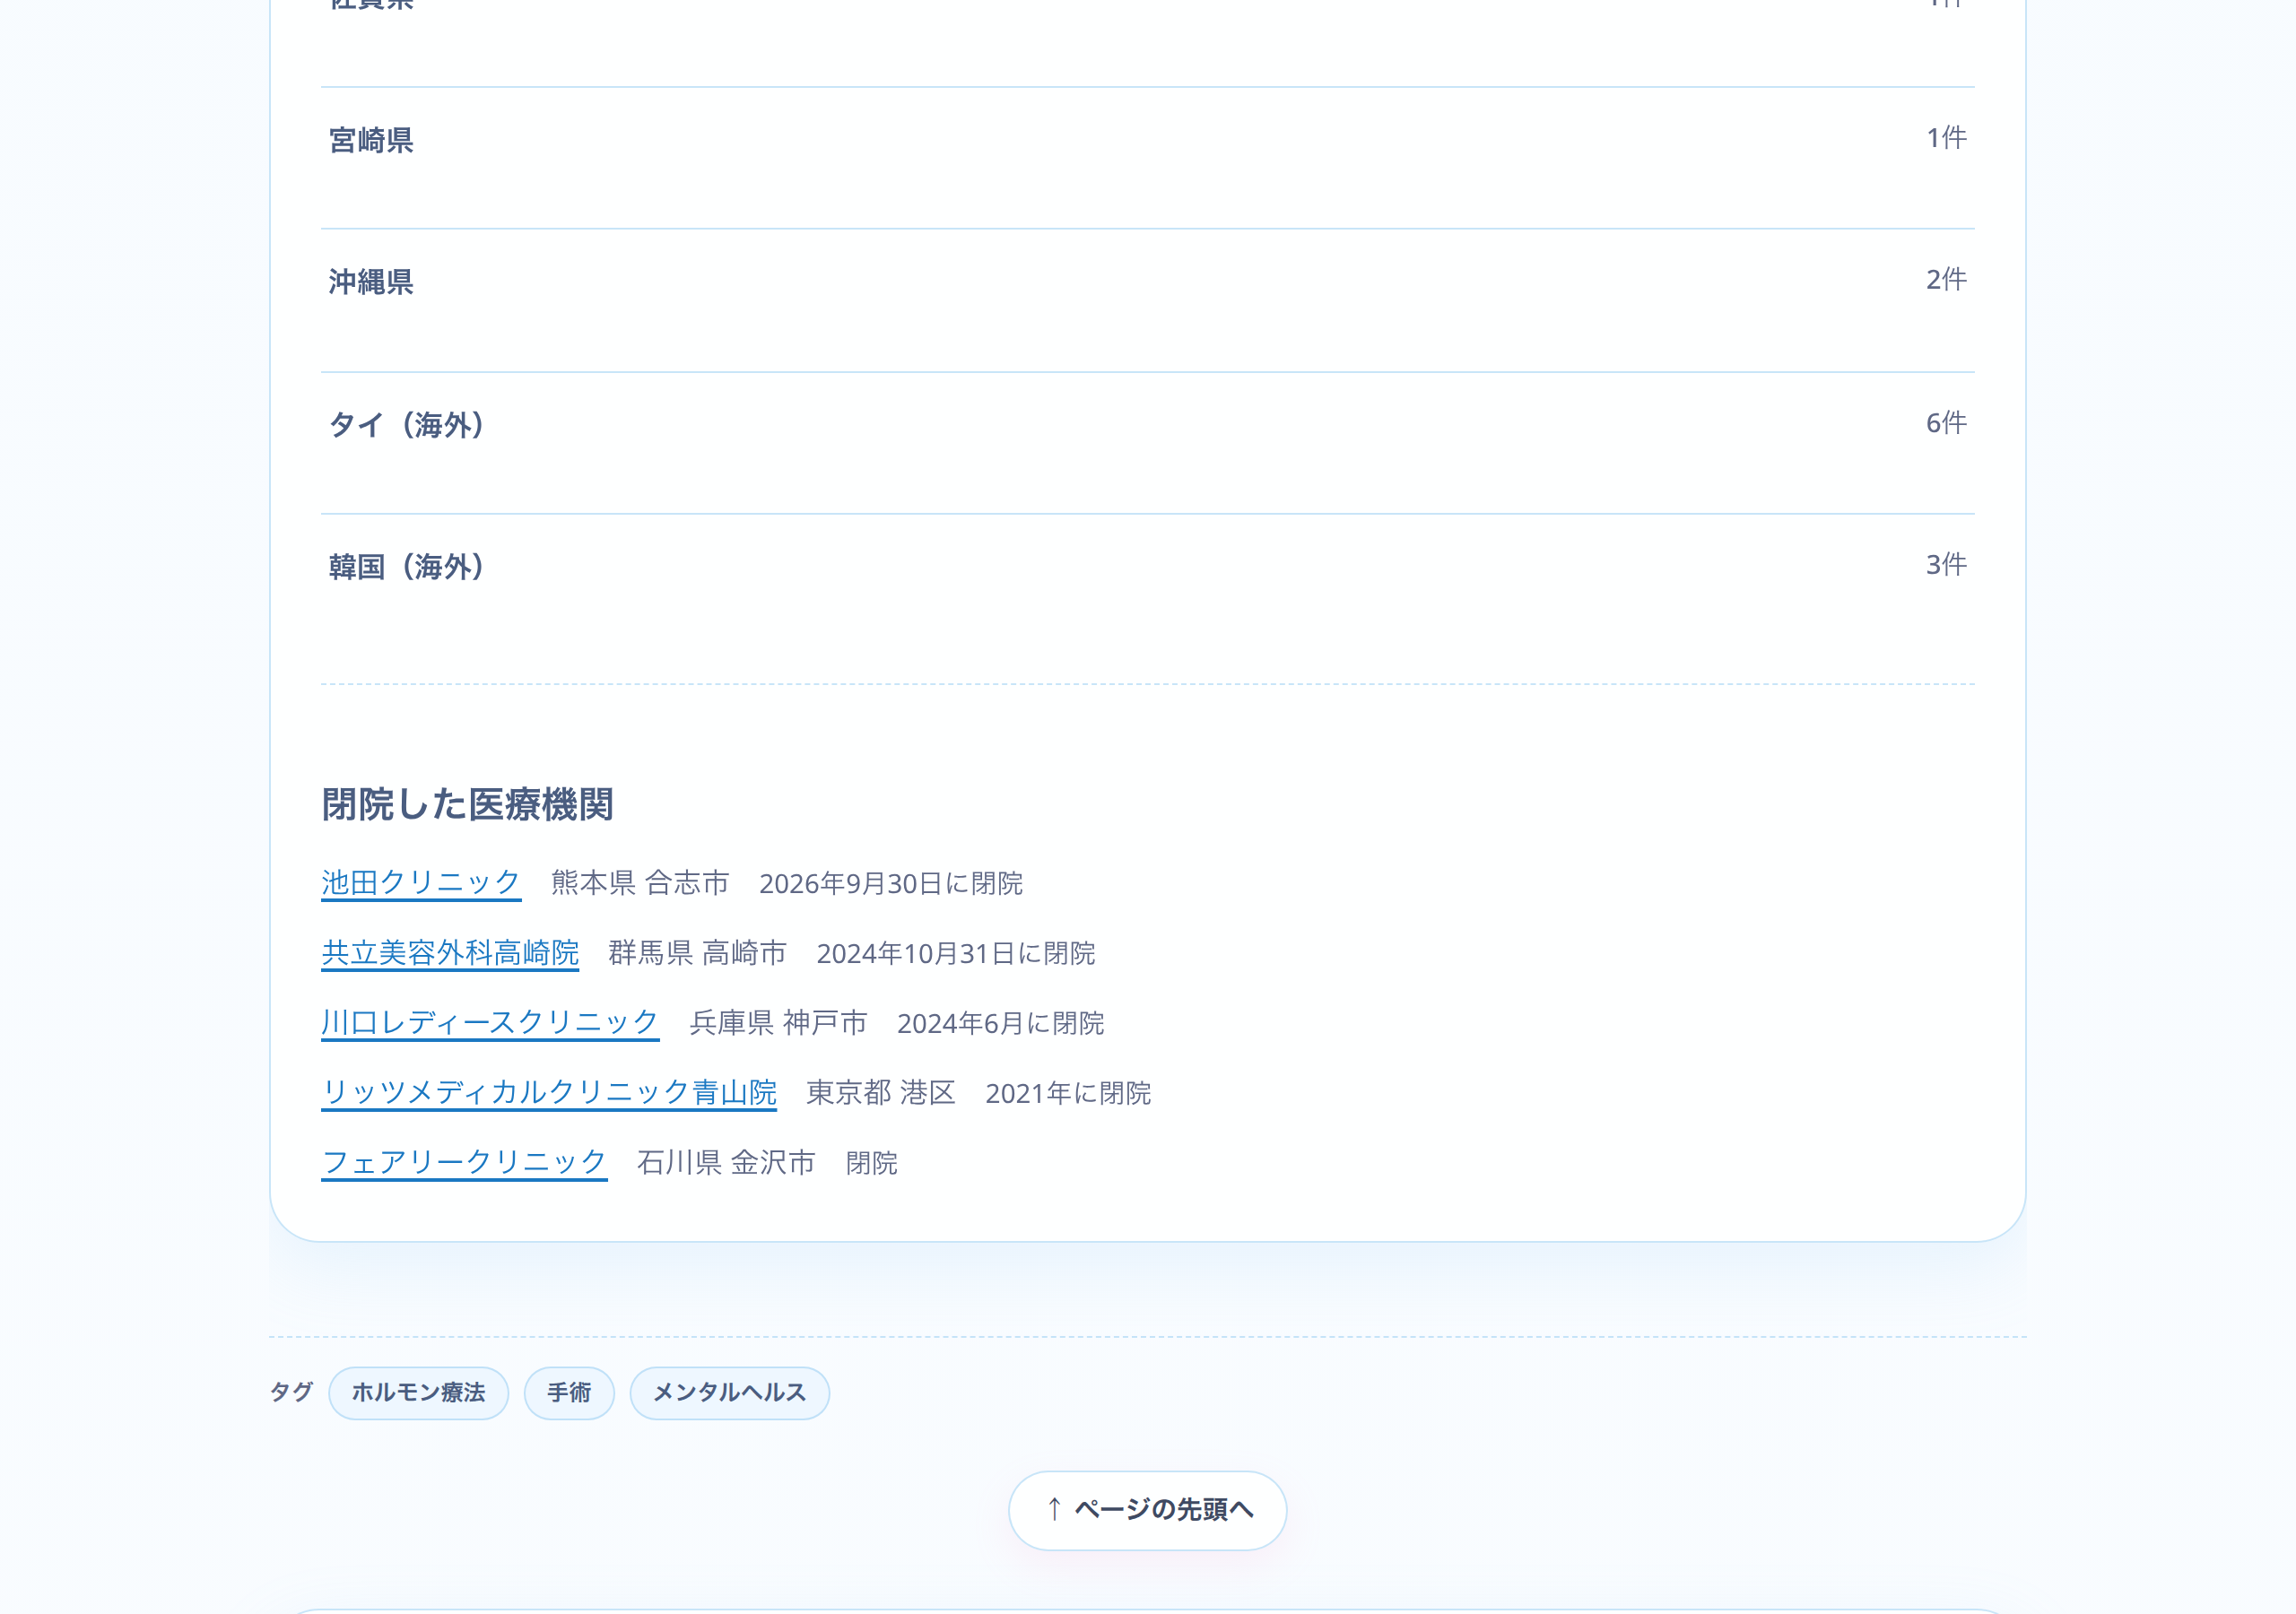 宮崎県 1件
沖縄県 2件
タイ（海外） 6件
韓国（海外） 3件
閉院した医療機関
池田クリニック 熊本県 合志市 2026年9月30日に閉院
共立美容外科高崎院 群馬県 高崎市 2024年10月31日に閉院
川口レディースクリニック 兵庫県 神戸市 2024年6月に閉院
リッツメディカルクリニック青山院 東京都 港区 2021年に閉院
フェアリークリニック 石川県 金沢市 閉院
タグ ホルモン療法 手術 メンタルヘルス
↑ ページの先頭へ